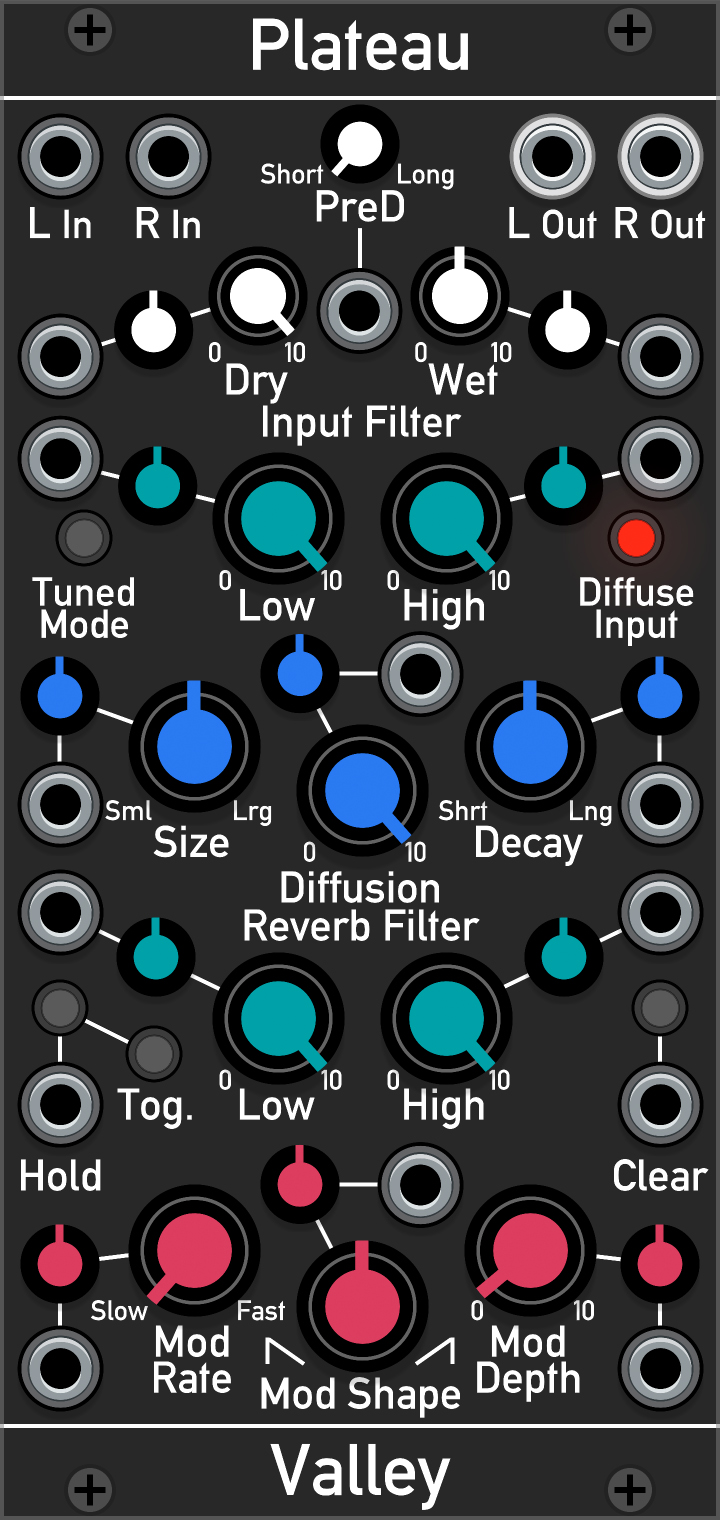 Plateau
Short Long
PreD
L In R In L Out R Out
0 10 0 10
Dry Wet
Input Filter
0 10 0 10
Low High
Tuned
Mode
Diffuse
Input
Sml Lrg
Size
Shrt Lng
Decay
0 10
Diffusion
Reverb Filter
0 10 0 10
Low High
Tog.
Hold
Clear
Slow Fast
Mod
Rate
Mod Shape
0 10
Mod
Depth
Valley